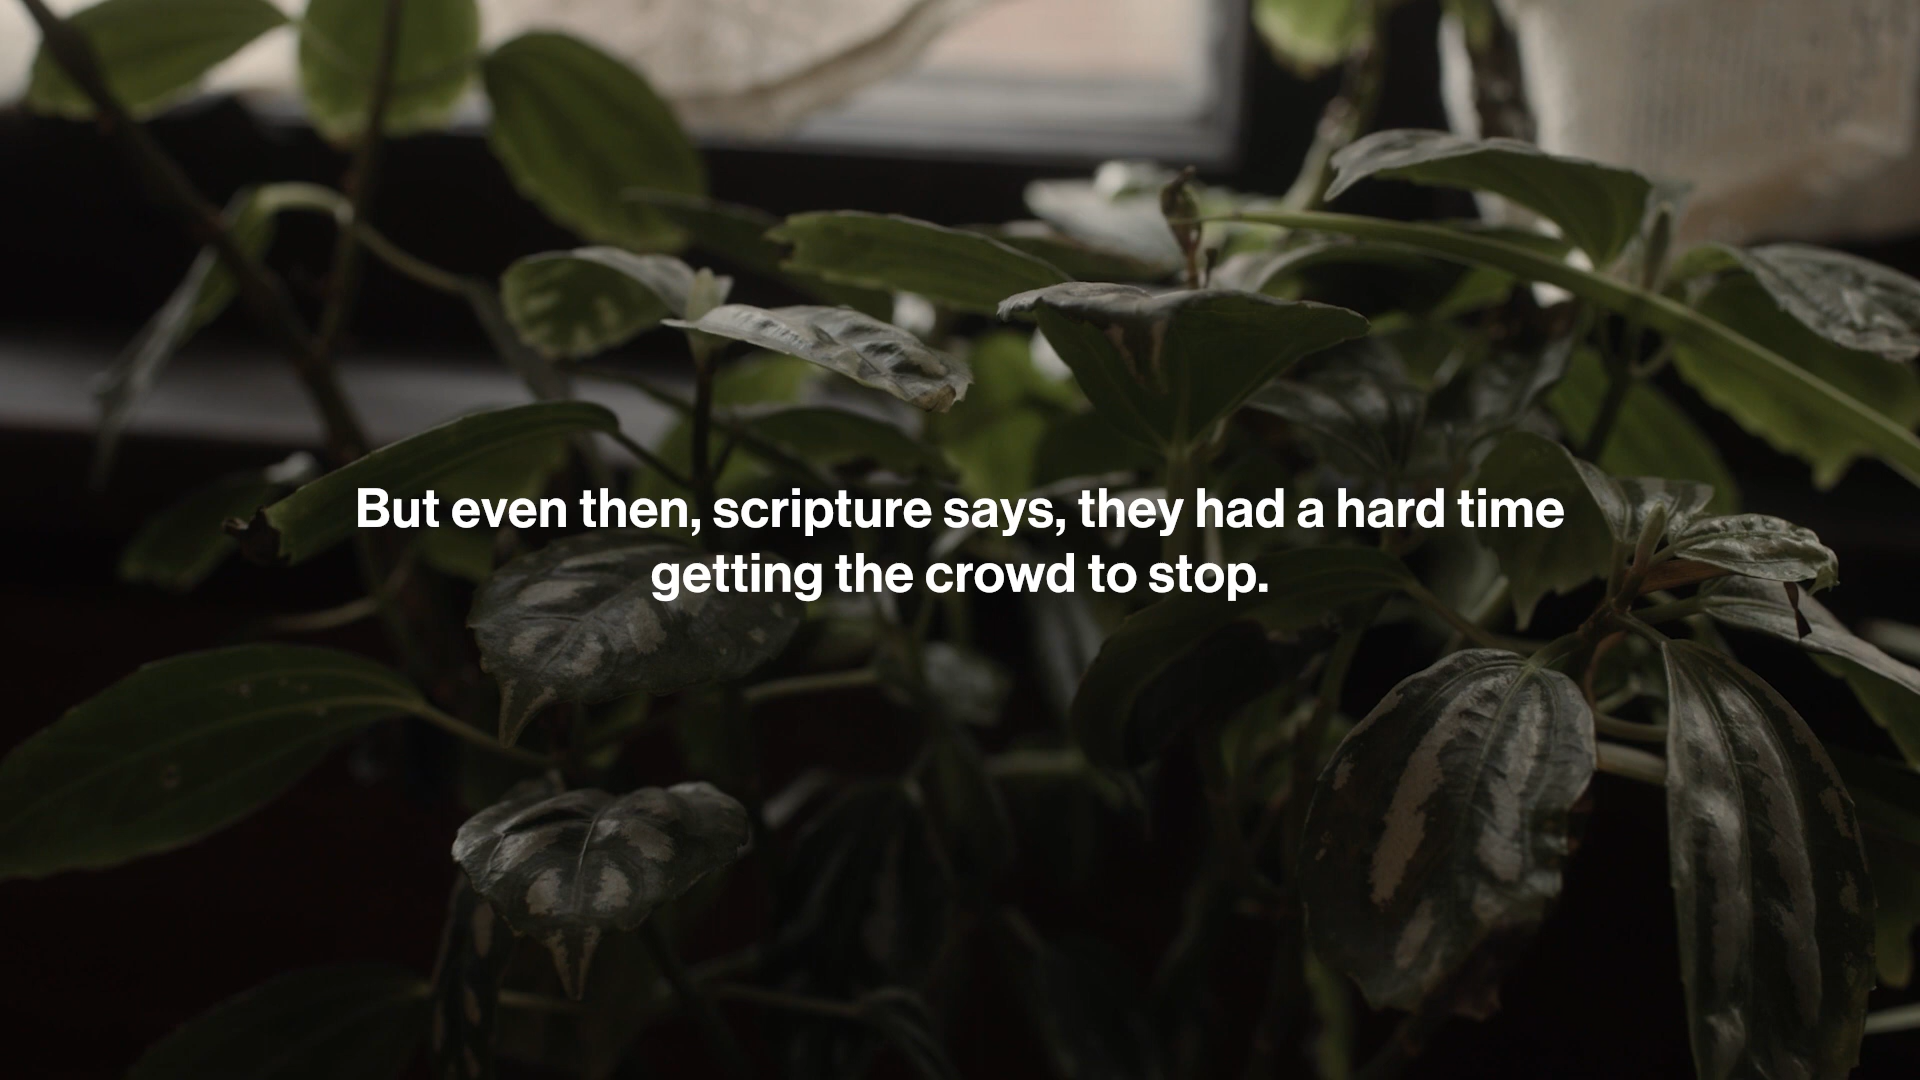 But even then, scripture says, they had a hard time
getting the crowd to stop.